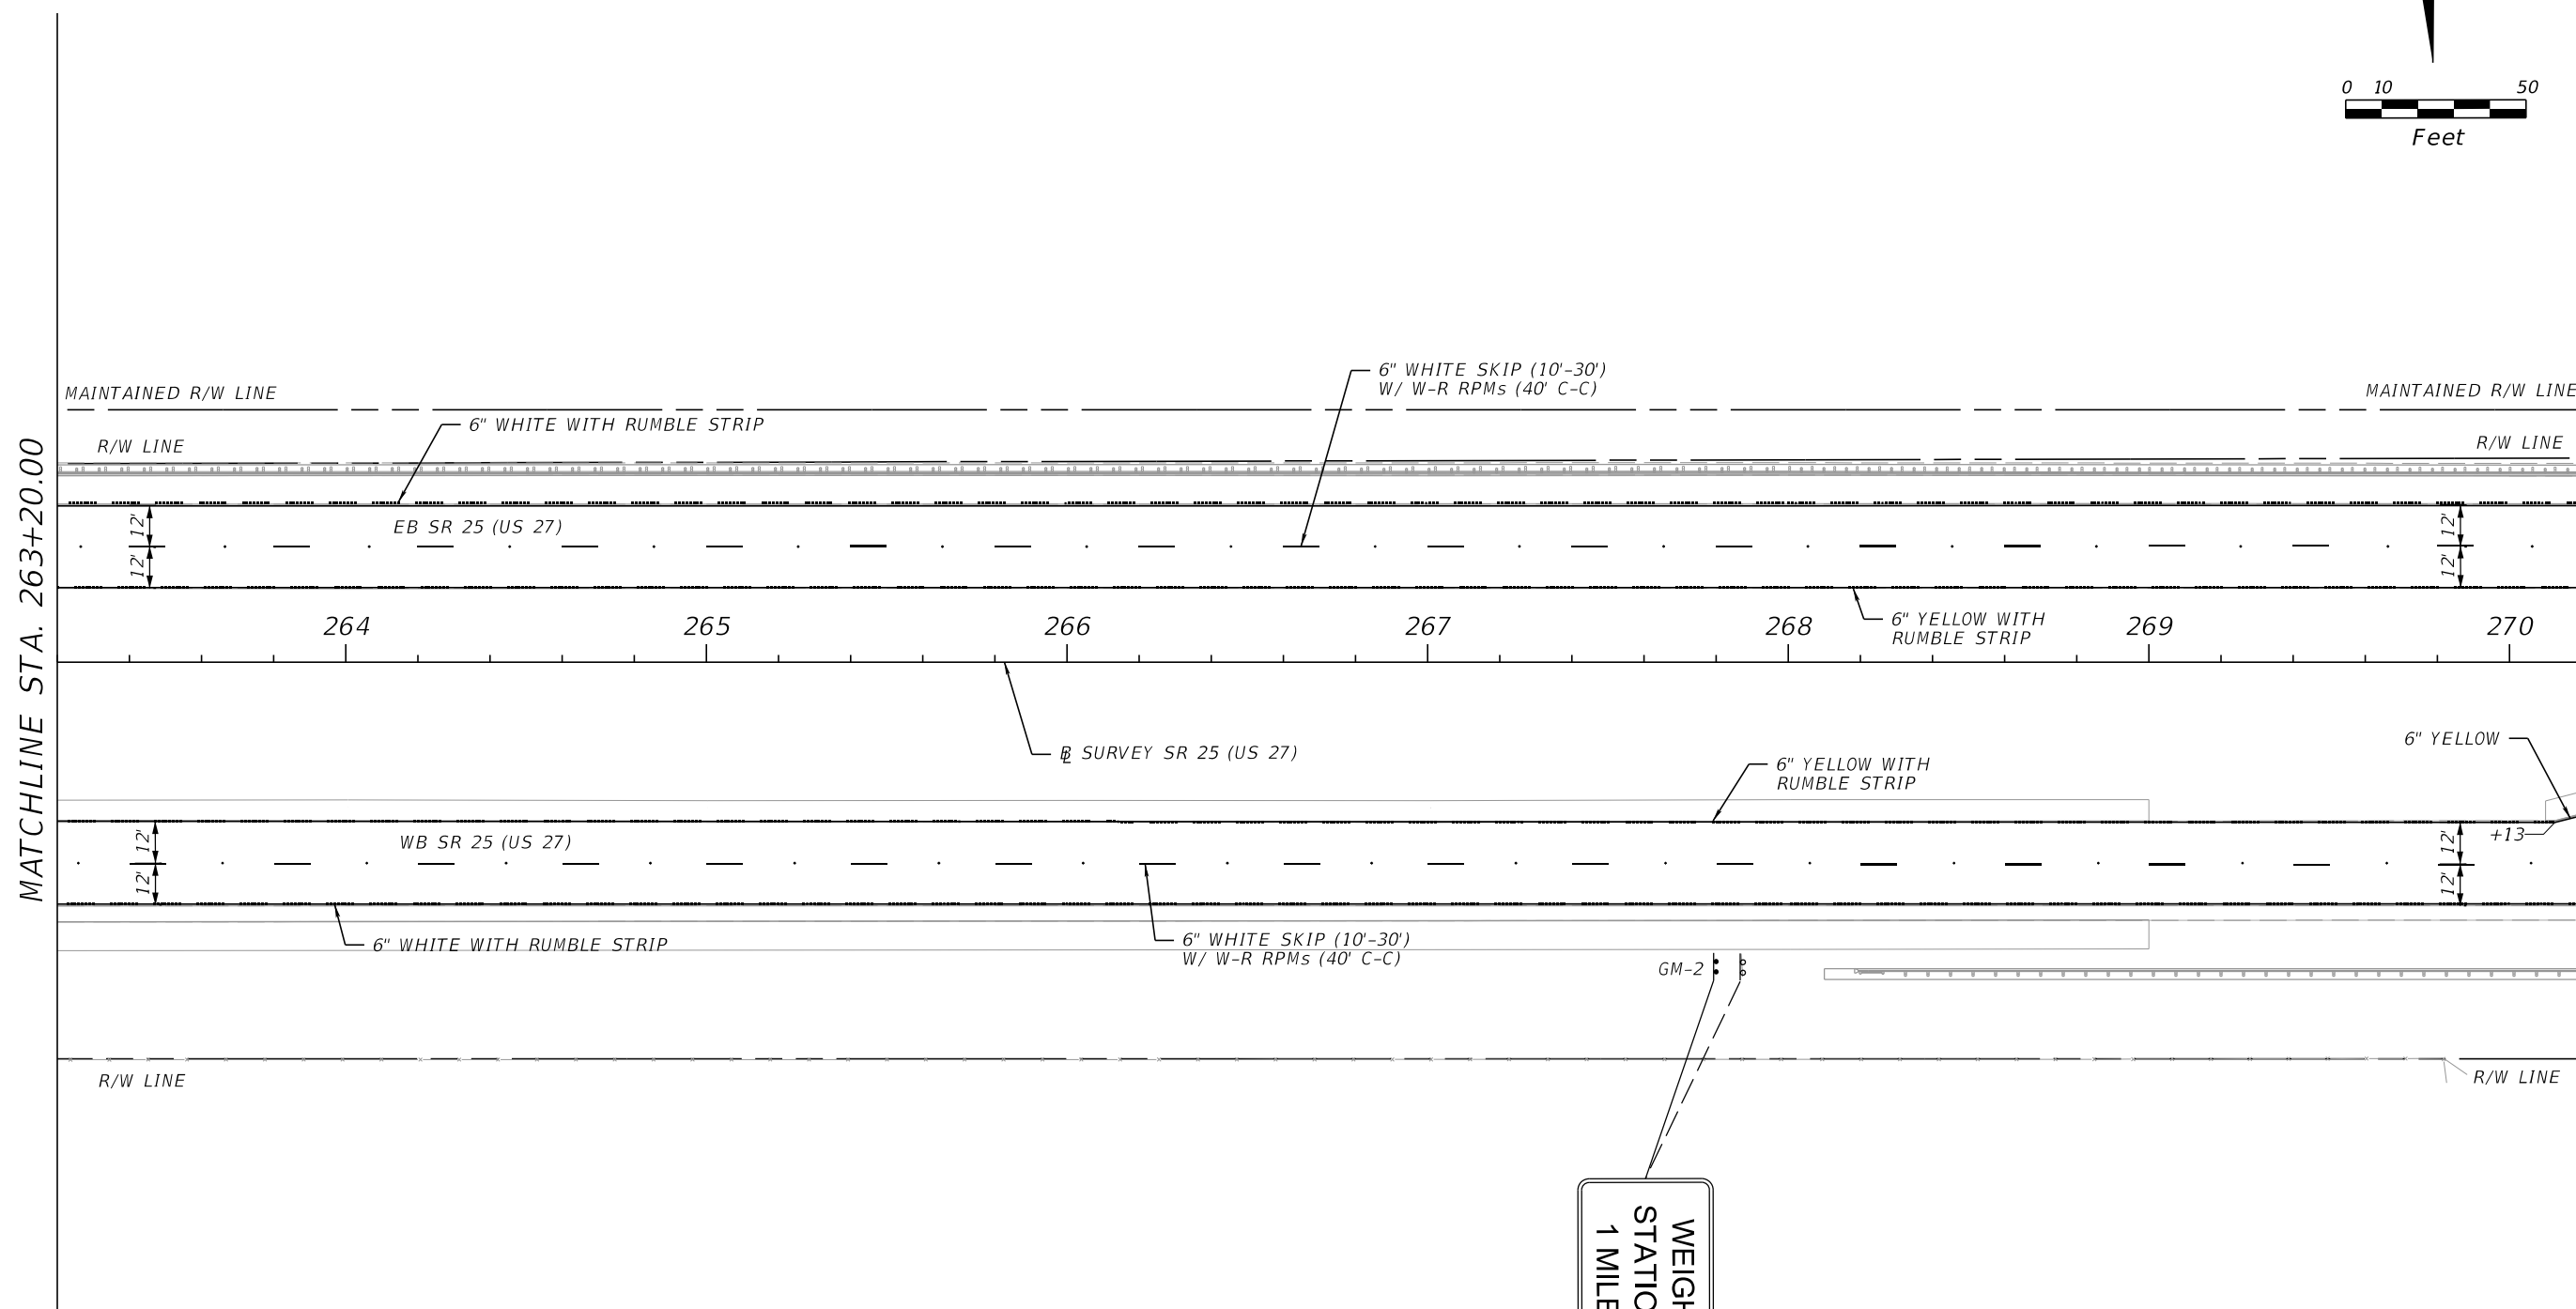 0 10 50
Feet
6" WHITE SKIP (10'-30')
W/ W-R RPMs (40' C-C)
MAINTAINED R/W LINE
MAINTAINED R/W LINE
6" WHITE WITH RUMBLE STRIP
R/W LINE
R/W LINE
MATCHLINE STA. 263+20.00
12'
12'
EB SR 25 (US 27)
12'
12'
6" YELLOW WITH
RUMBLE STRIP
264 265 266 267 268 269 270
B SURVEY SR 25 (US 27)
L
6" YELLOW
6" YELLOW WITH
RUMBLE STRIP
+13
12'
12'
WB SR 25 (US 27)
12'
12'
6" WHITE WITH RUMBLE STRIP
6" WHITE SKIP (10'-30')
W/ W-R RPMs (40' C-C)
GM-2
R/W LINE
R/W LINE
WEIGH
STATIO
1 MILE